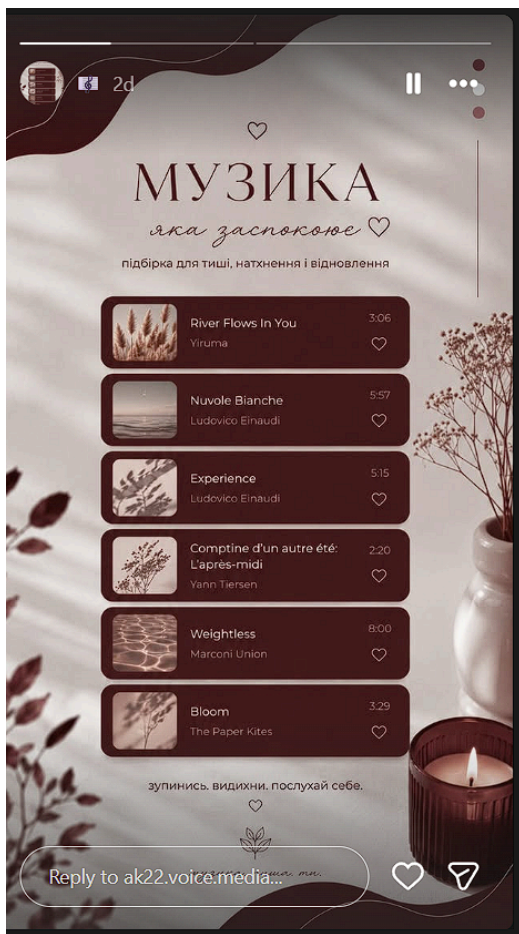 2d
МУЗИКА
яка заспокоює
підбірка для тиші, натхнення і відновлення
River Flows In You
3:06
Yiruma
Nuvole Bianche
5:57
Ludovico Einaudi
Experience
5:15
Ludovico Einaudi
Comptine d'un autre été:
2:20
L'après-midi
Yann Tiersen
Weightless
8:00
Marconi Union
Bloom
3:29
The Paper Kites
зупинись. видихни. послухай себе.
Reply to ak22.voice.media...